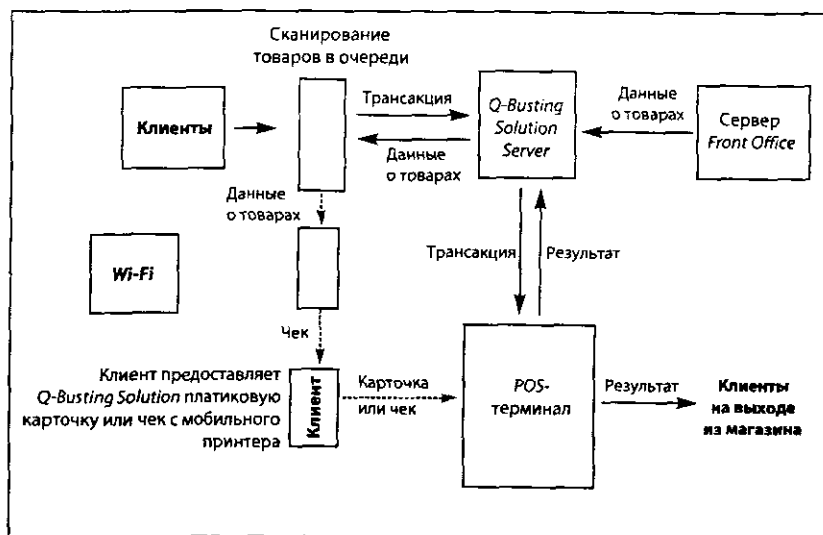 Сканирование
товаров в очереди
Клиенты
Трансакция
Данные
о товарах
Q-Busting
Solution
Server
Данные
о товарах
Сервер
Front Office
Данные
о товарах
Wi-Fi
Трансакция
Результат
Чек
Клиент предоставляет
Q-Busting Solution платиковую
карточку или чек с мобильного
принтера
Клиент
Карточка
или чек
POS-
терминал
Результат
Клиенты
на выходе
из магазина